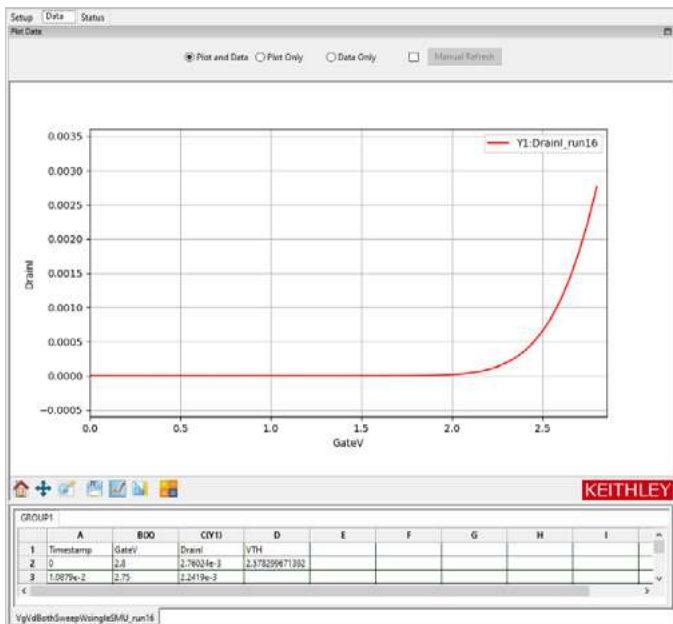 Setup Data Status
Plot Data
Plot and Data Plot Only Data Only Manual Refresh
0.0035
Y1:DrainI_run16
0.0030
0.0025
0.0020
0.0015
DrainI
0.0010
0.0005
0.0000
−0.0005
0.0 0.5 1.0 1.5 2.0 2.5
GateV
KEITHLEY
GROUP1
A B(X) C(Y1) D E F G H I
1 Timestamp GateV DrainI VTH
2 0 2.8 2.76024e-3 2.378299671392
3 1.0879e-2 2.75 2.2419e-3
VgVdBothSweepWsingleSMU_run16